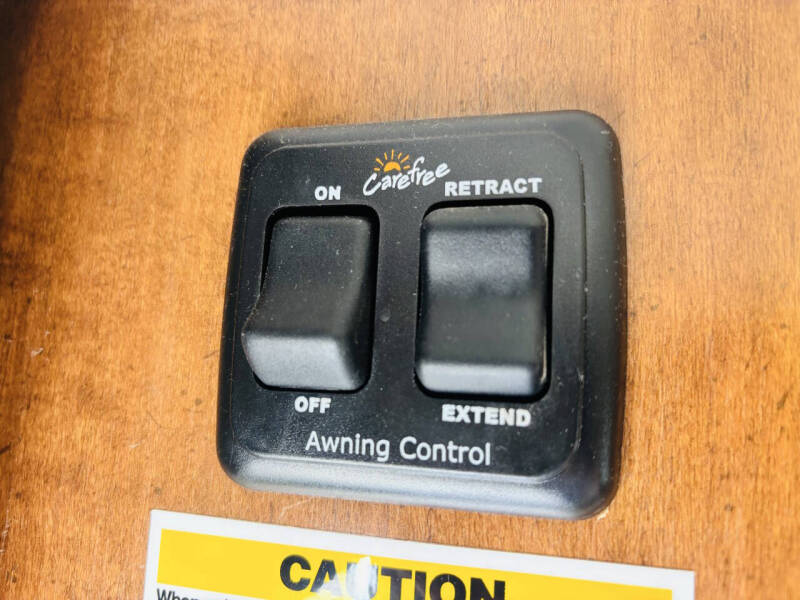 Carefree
ON
RETRACT
OFF
EXTEND
Awning Control
CAUTION